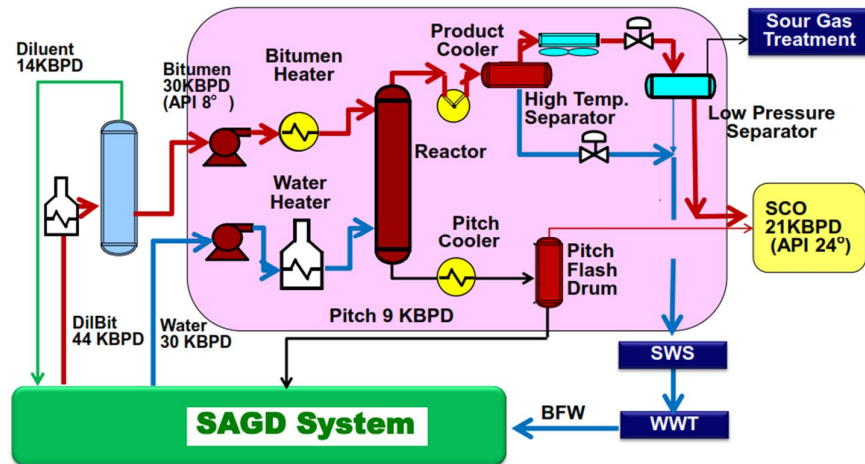 Diluent
14KBPD
Bitumen
30KBPD
(API 8° )
Bitumen
Heater
Product
Cooler
Sour Gas
Treatment
High Temp.
Separator
Low Pressure
Separator
Reactor
Water
Heater
Pitch
Cooler
SCO
21KBPD
(API 24°)
Pitch
Flash
Drum
DilBit
44 KBPD
Water
30 KBPD
Pitch 9 KBPD
SWS
SAGD System
BFW
WWT